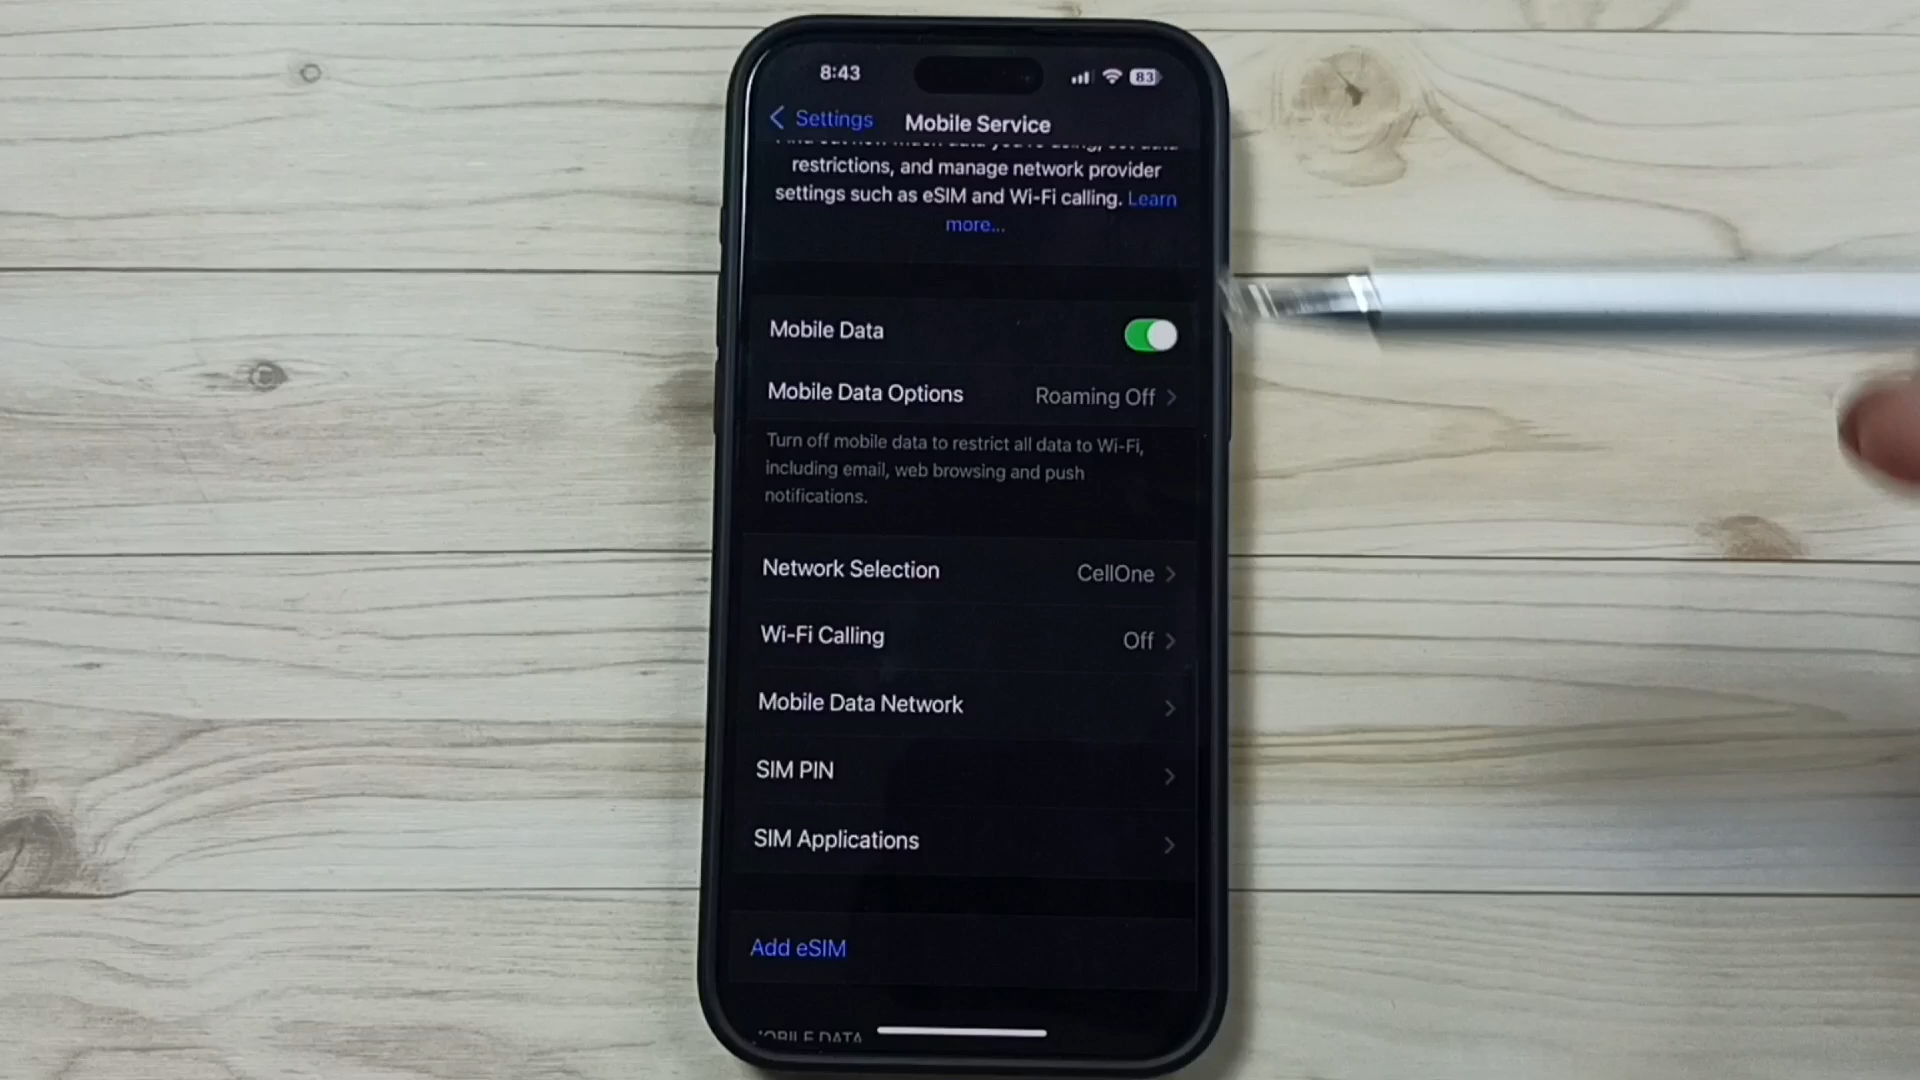 8:43
83
Settings
Mobile Service
restrictions, and manage network provider
settings such as eSIM and Wi-Fi calling. Learn
more...
Mobile Data
Mobile Data Options Roaming Off
Turn off mobile data to restrict all data to Wi-Fi,
including email, web browsing and push
notifications.
Network Selection CellOne
Wi-Fi Calling Off
Mobile Data Network
SIM PIN
SIM Applications
Add eSIM
MOBILE DATA